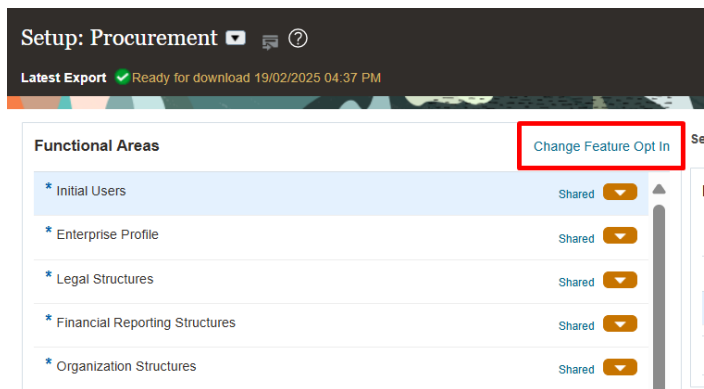 Setup: Procurement
Latest Export Ready for download 19/02/2025 04:37 PM
Functional Areas Change Feature Opt In
* Initial Users Shared
* Enterprise Profile Shared
* Legal Structures Shared
* Financial Reporting Structures Shared
* Organization Structures Shared